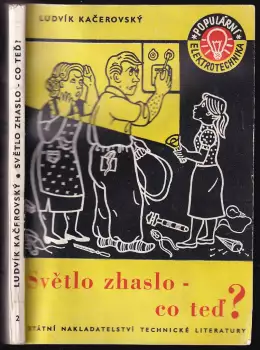 LUDVÍK KAČEROVSKÝ
POPULÁRNÍ
ELEKTROTECHNIKA
Světlo zhaslo -
co teď?
STÁTNÍ NAKLADATELSTVÍ TECHNICKÉ LITERATURY
LUDVÍK KAČEROVSKÝ • SVĚTLO ZHASLO - CO TEĎ?
2